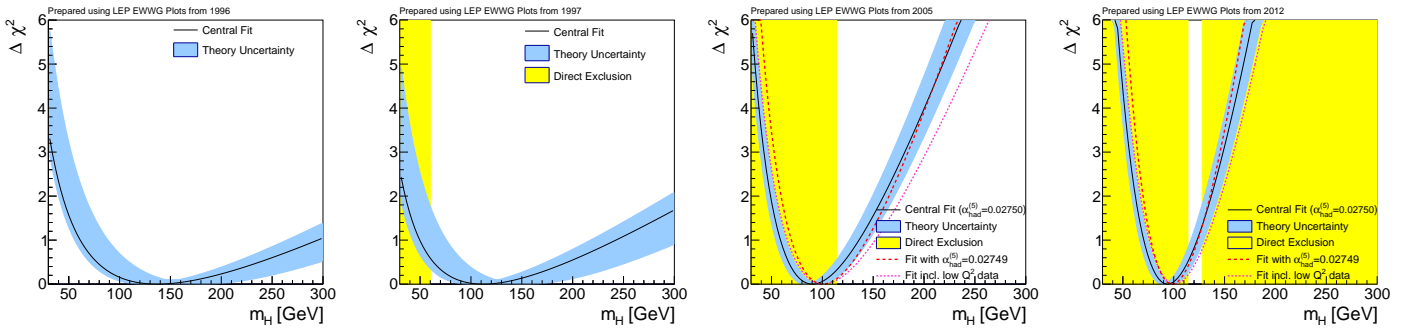 Prepared using LEP EWWG Plots from 1996
Δ χ²
6
5
4
3
2
1
0
Central Fit
Theory Uncertainty
50 100 150 200 250 300
m_H [GeV]
Prepared using LEP EWWG Plots from 1997
Δ χ²
6
5
4
3
2
1
0
Central Fit
Theory Uncertainty
Direct Exclusion
50 100 150 200 250 300
m_H [GeV]
Prepared using LEP EWWG Plots from 2005
Δ χ²
6
5
4
3
2
1
0
Central Fit (α_had^(5)=0.02750)
Theory Uncertainty
Direct Exclusion
Fit with α_had^(5)=0.02749
Fit incl. low Q² data
50 100 150 200 250 300
m_H [GeV]
Prepared using LEP EWWG Plots from 2012
Δ χ²
6
5
4
3
2
1
0
Central Fit (α_had^(5)=0.02750)
Theory Uncertainty
Direct Exclusion
Fit with α_had^(5)=0.02749
Fit incl. low Q² data
50 100 150 200 250 300
m_H [GeV]